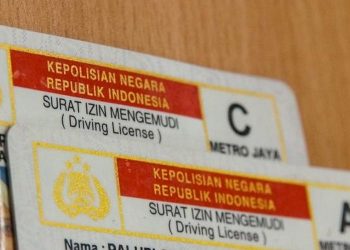 KEPOLISIAN NEGARA
REPUBLIK INDONESIA
SURAT IZIN MENGEMUDI
( Driving License )
C
METRO JAYA
KEPOLISIAN NEGARA
REPUBLIK INDONESIA
SURAT IZIN MENGEMUDI
( Driving License )
A
METR
Nama :